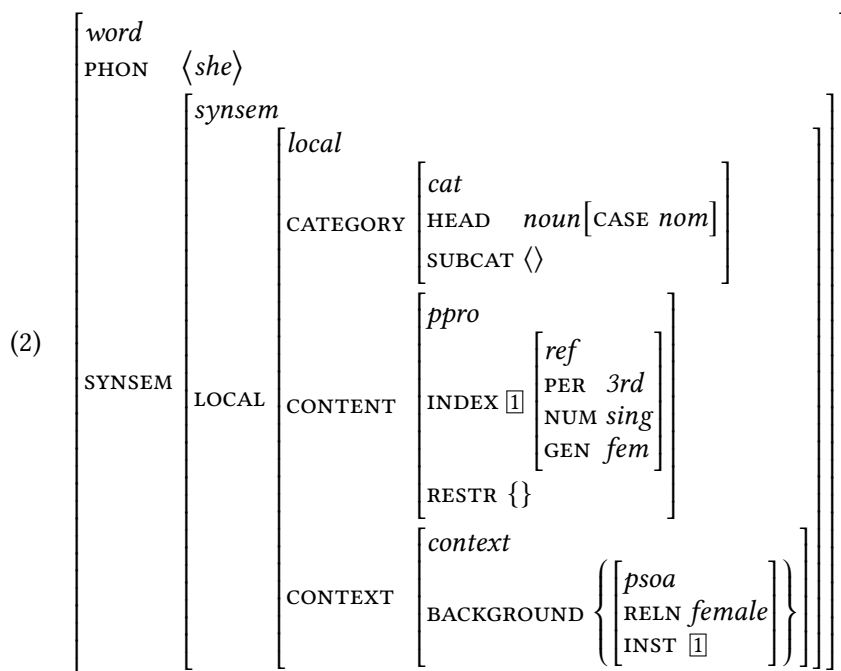 word
PHON ⟨she⟩
synsem
local
cat
CATEGORY HEAD noun[CASE nom]
SUBCAT ⟨⟩
ppro
(2)
ref
SYNSEM LOCAL CONTENT INDEX 1 PER 3rd
NUM sing
GEN fem
RESTR {}
context
psoa
CONTEXT BACKGROUND { RELN female }
INST 1